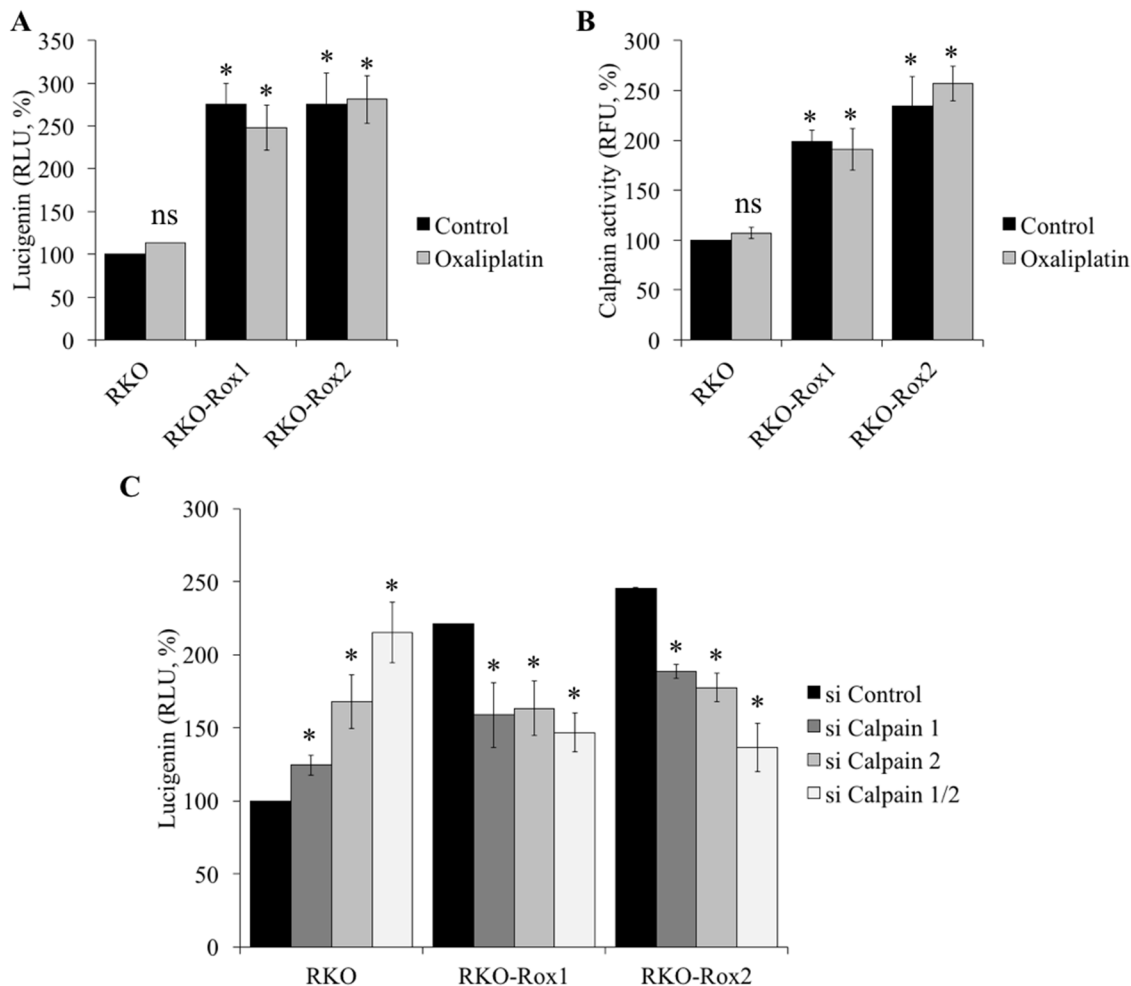 A
Lucigenin (RLU, %)
350
300
250
200
150
100
50
0
ns
*
*
*
*
RKO
RKO-Rox1
RKO-Rox2
Control
Oxaliplatin
B
Calpain activity (RFU, %)
300
250
200
150
100
50
0
ns
*
*
*
*
RKO
RKO-Rox1
RKO-Rox2
Control
Oxaliplatin
C
Lucigenin (RLU, %)
300
250
200
150
100
50
0
*
*
*
*
*
*
*
*
*
RKO
RKO-Rox1
RKO-Rox2
si Control
si Calpain 1
si Calpain 2
si Calpain 1/2